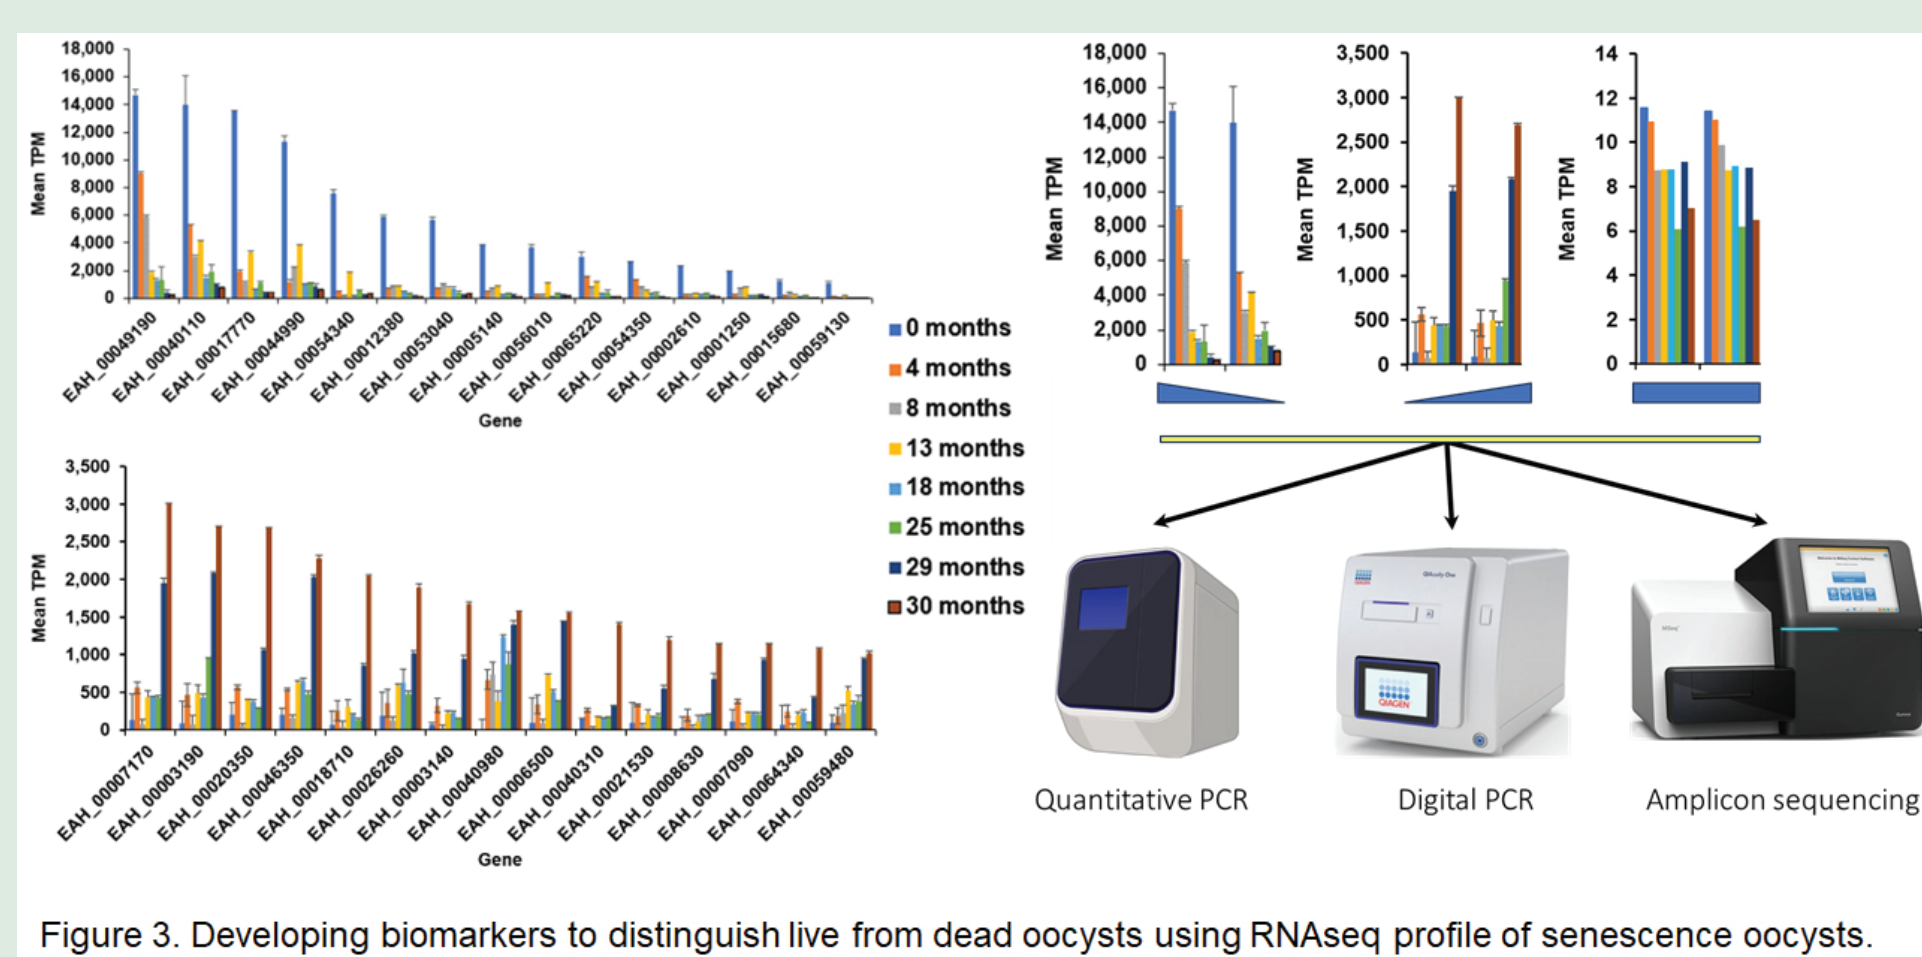 18,000
16,000
14,000
12,000
10,000
8,000
6,000
4,000
2,000
0
Mean TPM
EAH_00049190
EAH_00040110
EAH_00017770
EAH_00044990
EAH_00054340
EAH_00012380
EAH_00053040
EAH_00005140
EAH_00056010
EAH_00065220
EAH_00054350
EAH_00002610
EAH_00001250
EAH_00015680
EAH_00059130
Gene
3,500
3,000
2,500
2,000
1,500
1,000
500
0
Mean TPM
EAH_00007170
EAH_00003190
EAH_00020350
EAH_00046350
EAH_00018710
EAH_00026260
EAH_00003140
EAH_00040980
EAH_00006500
EAH_00040310
EAH_00021530
EAH_00008630
EAH_00007090
EAH_00064340
EAH_00059480
Gene
0 months
4 months
8 months
13 months
18 months
25 months
29 months
30 months
18,000
16,000
14,000
12,000
10,000
8,000
6,000
4,000
2,000
0
Mean TPM
3,500
3,000
2,500
2,000
1,500
1,000
500
0
Mean TPM
14
12
10
8
6
4
2
0
Mean TPM
QIAGEN
QIAcuity One
QIAGEN
MiSeq
Quantitative PCR
Digital PCR
Amplicon sequencing
Figure 3. Developing biomarkers to distinguish live from dead oocysts using RNAseq profile of senescence oocysts.